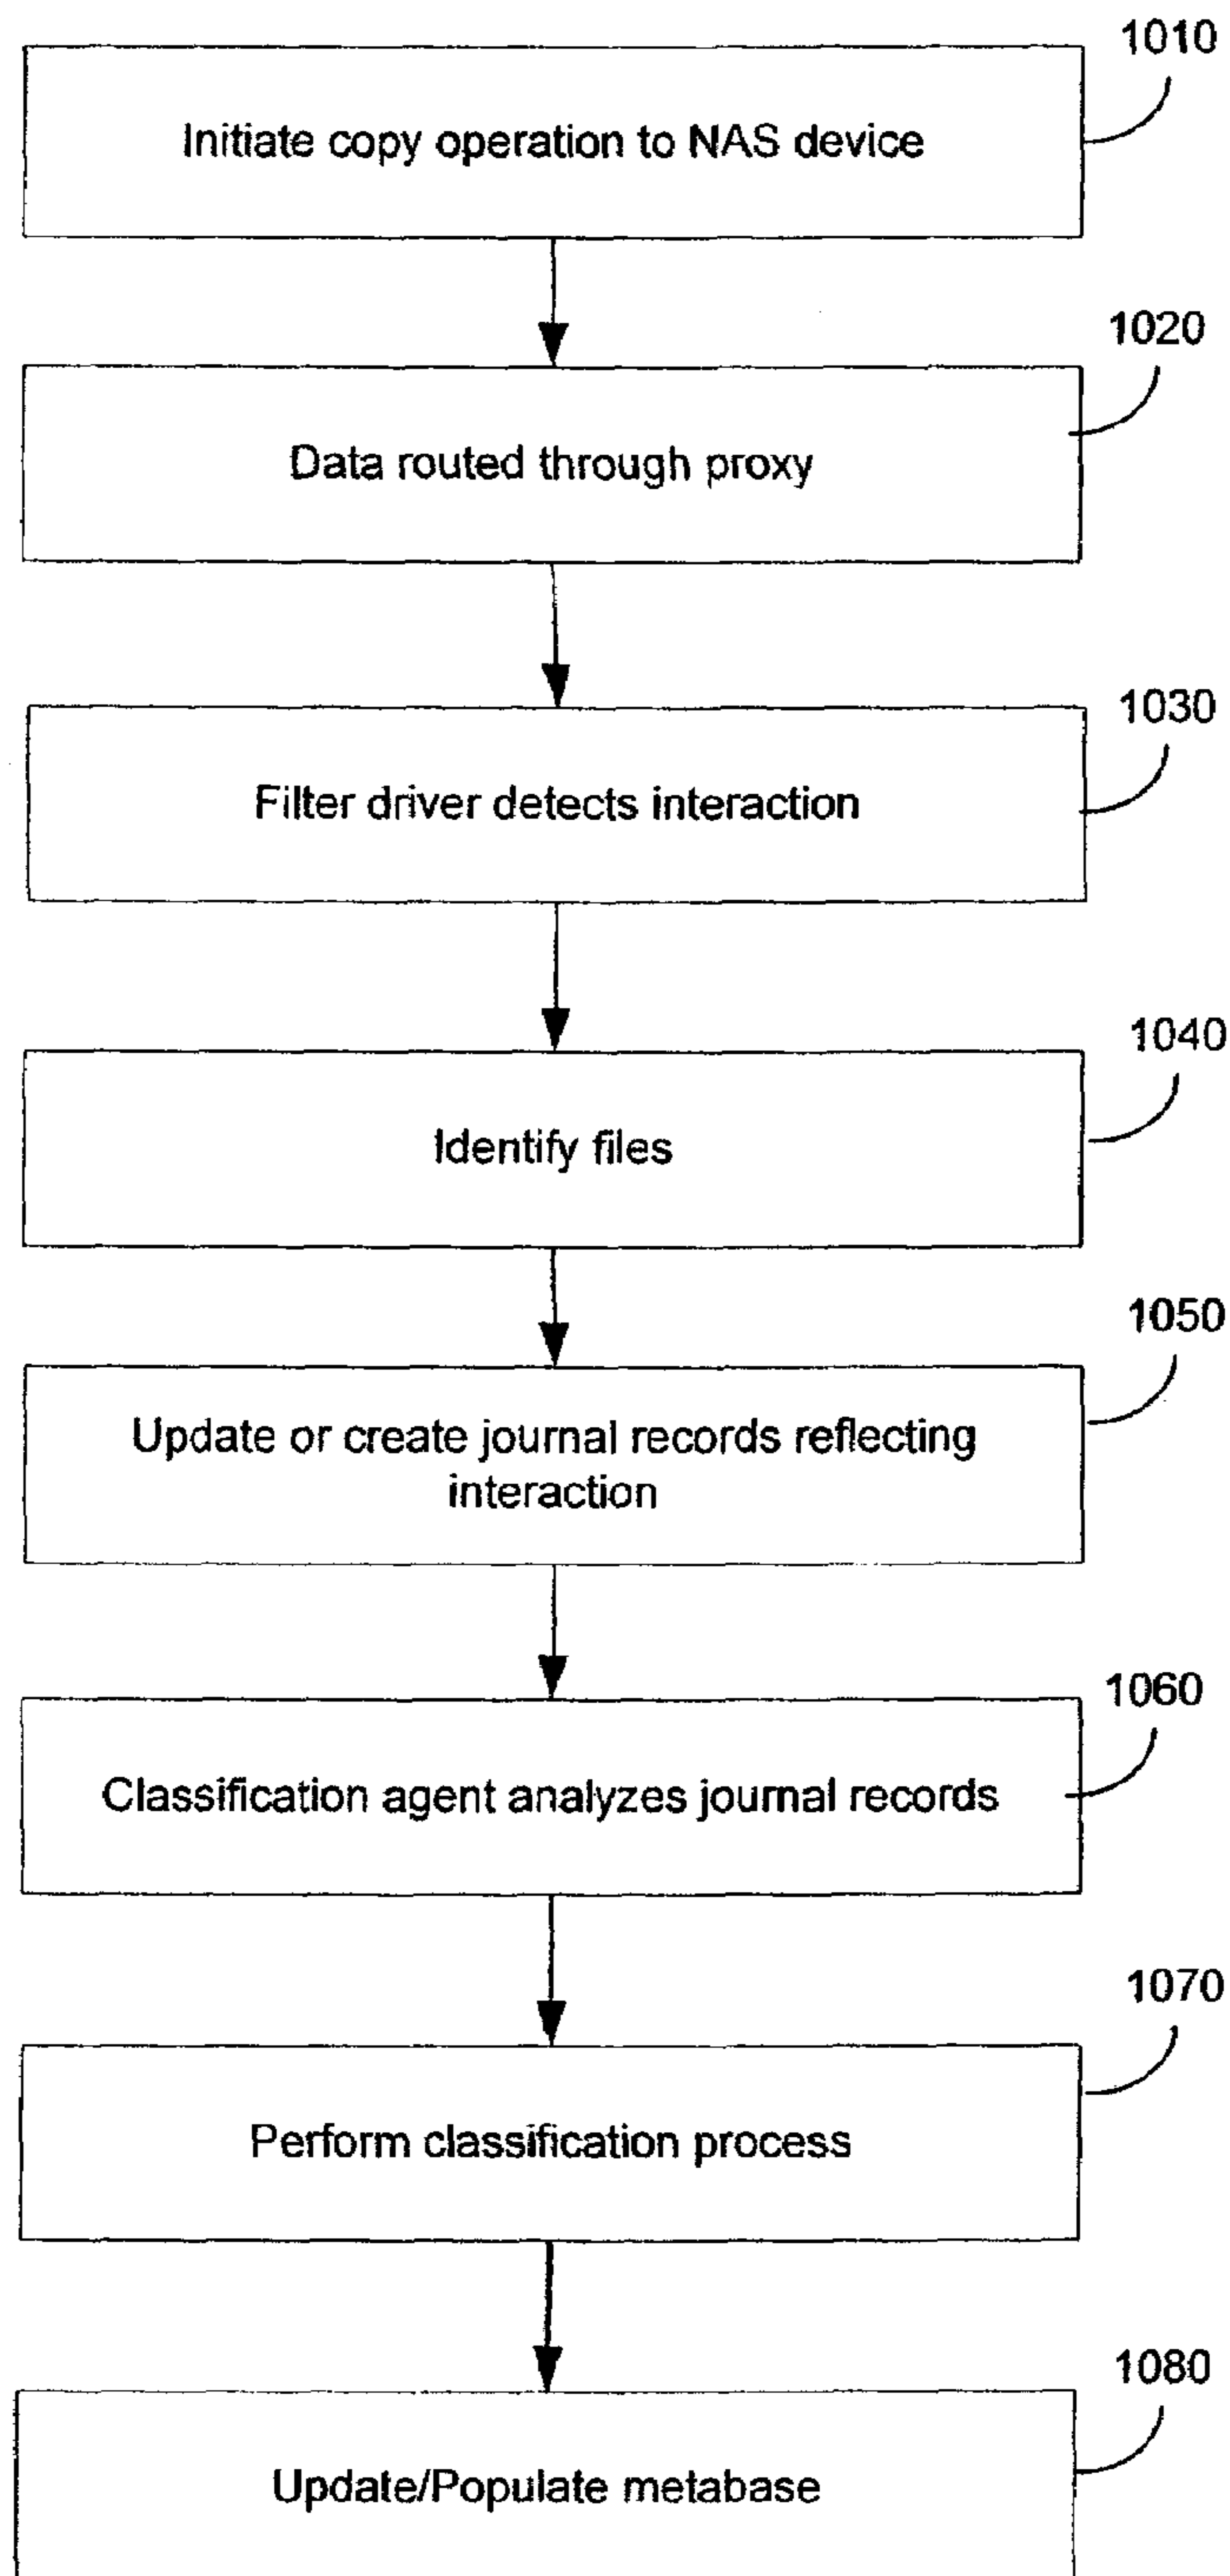 1010
Initiate copy operation to NAS device
1020
Data routed through proxy
1030
Filter driver detects interaction
1040
Identify files
1050
Update or create journal records reflecting
interaction
1060
Classification agent analyzes journal records
1070
Perform classification process
1080
Update/Populate metabase